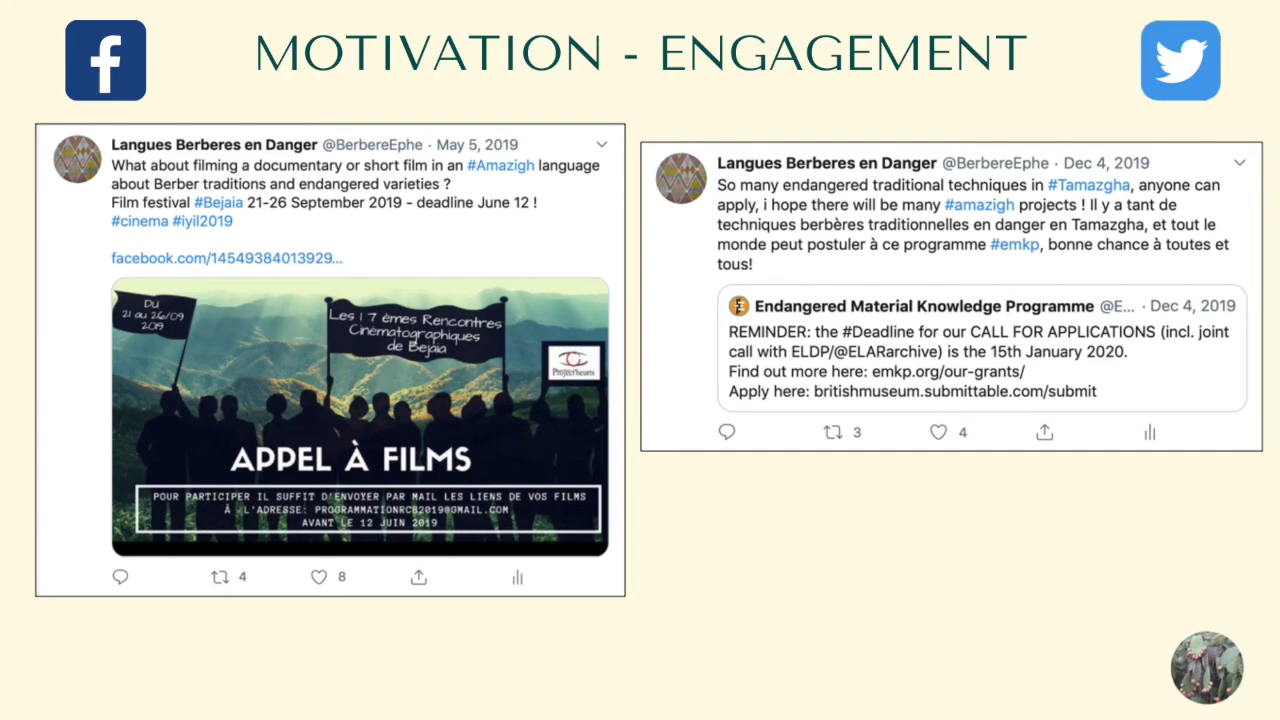 MOTIVATION - ENGAGEMENT
Langues Berberes en Danger @BerbereEphe · May 5, 2019
What about filming a documentary or short film in an #Amazigh language
about Berber traditions and endangered varieties ?
Film festival #Bejaia 21-26 September 2019 - deadline June 12 !
#cinema #iyil2019
facebook.com/14549384013929...
Du
21 au 26/09
2019
Les 17 èmes Rencontres
Cinématographiques
de Bejaia
Project'heurts
APPEL À FILMS
POUR PARTICIPER IL SUFFIT D'ENVOYER PAR MAIL LES LIENS DE VOS FILMS
À L'ADRESSE: PROGRAMMATIONRCB2019@GMAIL.COM
AVANT LE 12 JUIN 2019
4 8
Langues Berberes en Danger @BerbereEphe · Dec 4, 2019
So many endangered traditional techniques in #Tamazgha, anyone can
apply, i hope there will be many #amazigh projects ! Il y a tant de
techniques berbères traditionnelles en danger en Tamazgha, et tout le
monde peut postuler à ce programme #emkp, bonne chance à toutes et
tous!
Endangered Material Knowledge Programme @E... · Dec 4, 2019
REMINDER: the #Deadline for our CALL FOR APPLICATIONS (incl. joint
call with ELDP/@ELARarchive) is the 15th January 2020.
Find out more here: emkp.org/our-grants/
Apply here: britishmuseum.submittable.com/submit
3 4